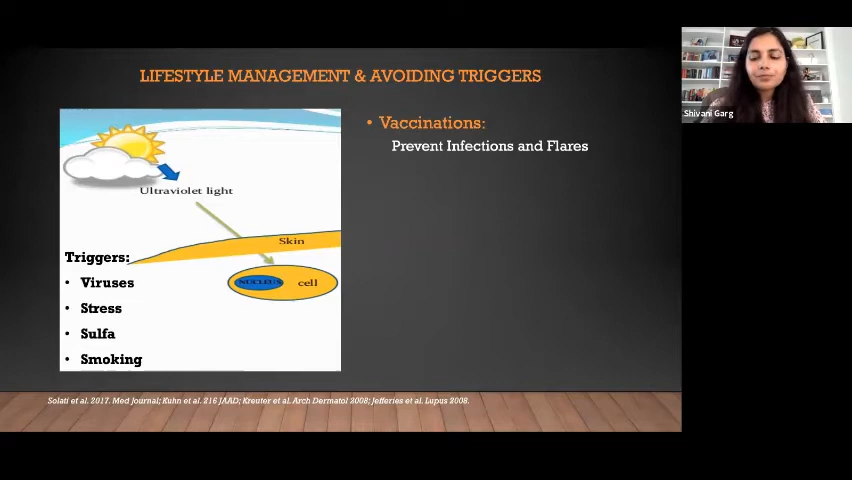 LIFESTYLE MANAGEMENT & AVOIDING TRIGGERS
Ultraviolet light
Skin
NUCLEUS cell
Triggers:
• Viruses
• Stress
• Sulfa
• Smoking
• Vaccinations:
Prevent Infections and Flares
Solati et al. 2017. Med Journal; Kuhn et al. 216 JAAD; Kreuter et al. Arch Dermatol 2008; Jefferies et al. Lupus 2008.
Shivani Garg